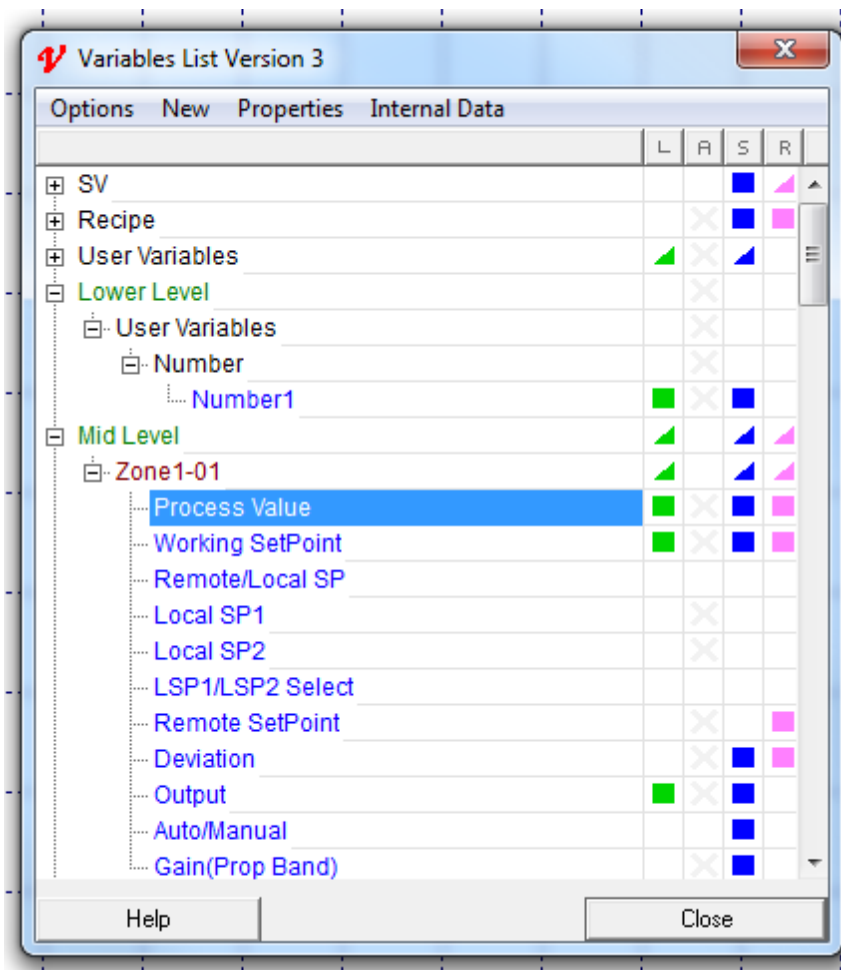 Variables List Version 3
Options New Properties Internal Data
L A S R
SV
Recipe
User Variables
Lower Level
User Variables
Number
Number1
Mid Level
Zone1-01
Process Value
Working SetPoint
Remote/Local SP
Local SP1
Local SP2
LSP1/LSP2 Select
Remote SetPoint
Deviation
Output
Auto/Manual
Gain(Prop Band)
Help Close